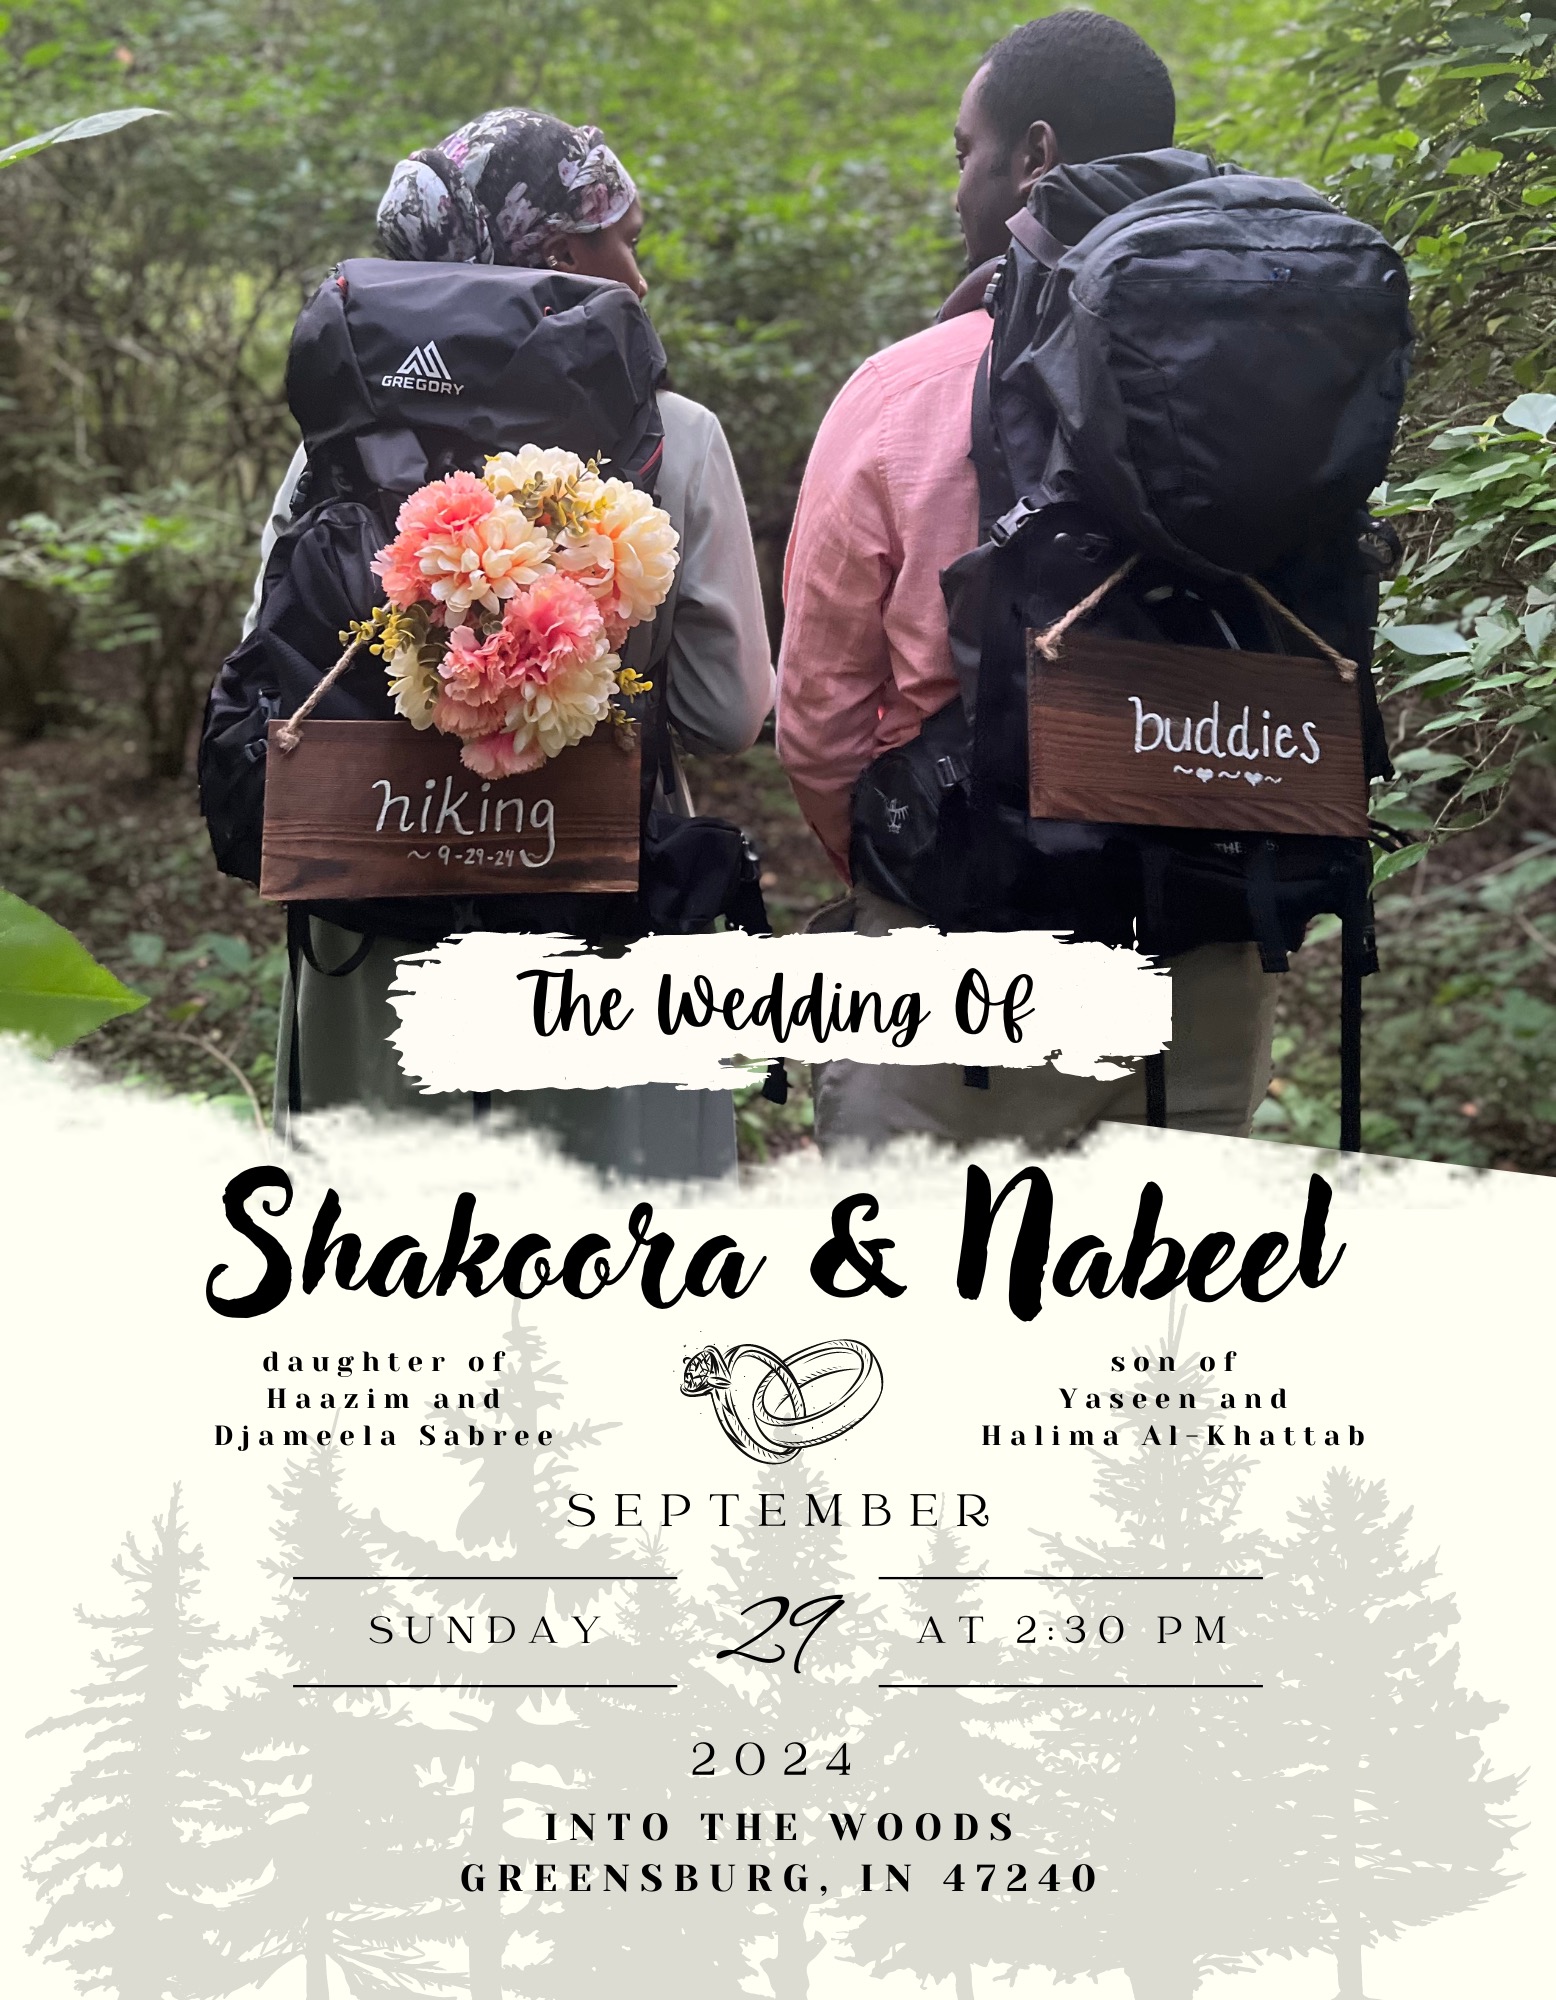 GREGORY
hiking
~9-29-24~
buddies
The Wedding Of
Shakoora & Nabeel
daughter of
Haazim and
Djameela Sabree
son of
Yaseen and
Halima Al-Khattab
SEPTEMBER
SUNDAY 29 AT 2:30 PM
2024
INTO THE WOODS
GREENSBURG, IN 47240